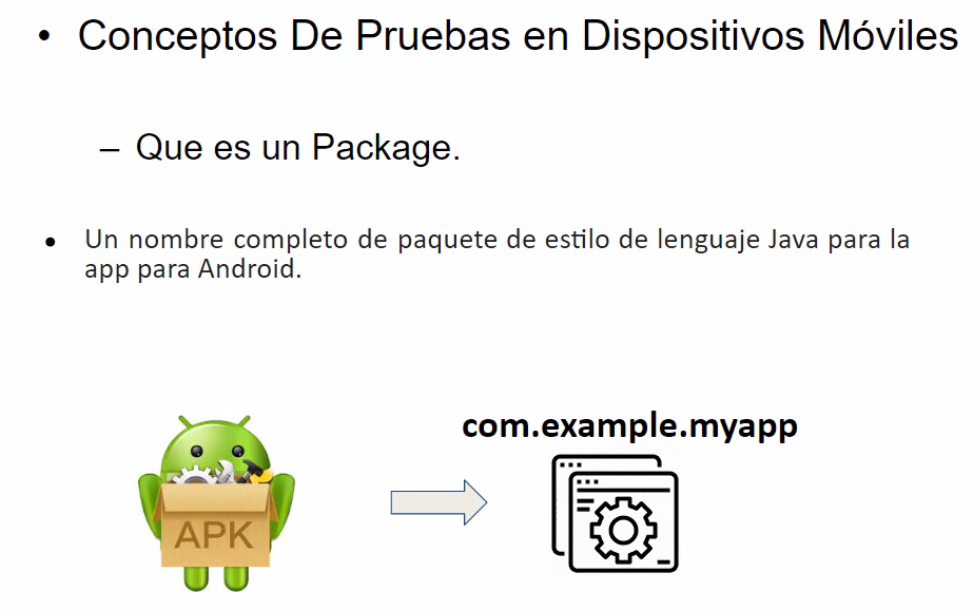 • Conceptos De Pruebas en Dispositivos Móviles
– Que es un Package.
• Un nombre completo de paquete de estilo de lenguaje Java para la
app para Android.
com.example.myapp
APK